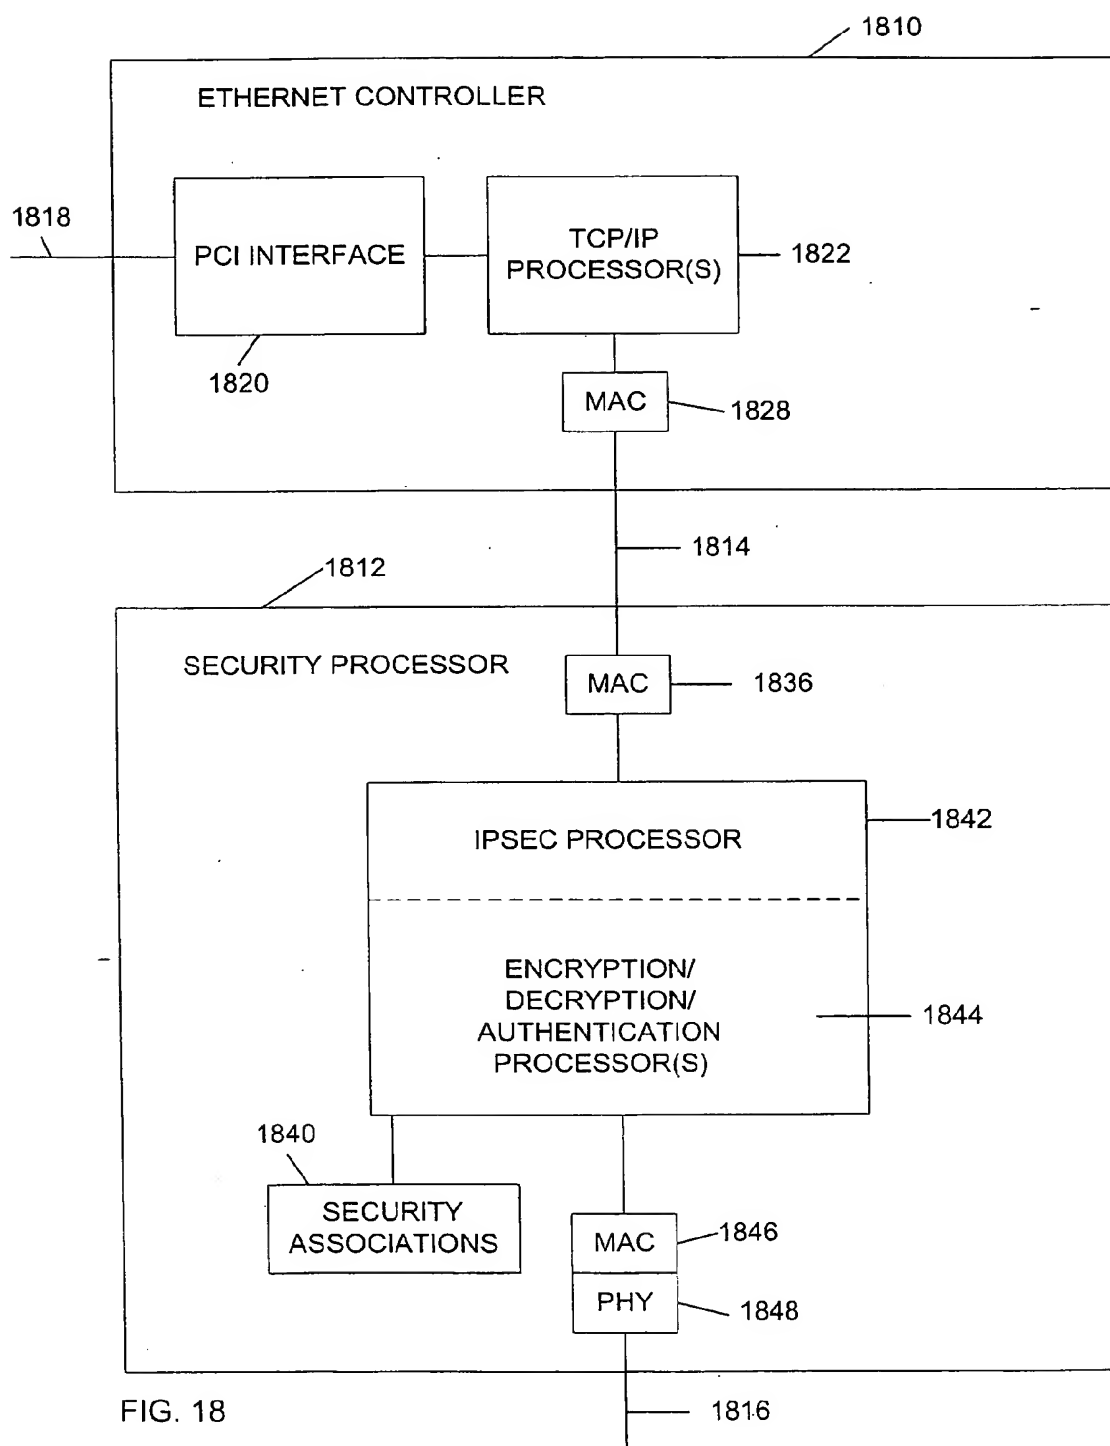 1810
ETHERNET CONTROLLER
1818
PCI INTERFACE
TCP/IP
PROCESSOR(S)
1822
1820
MAC
1828
1814
1812
SECURITY PROCESSOR
MAC
1836
IPSEC PROCESSOR
1842
ENCRYPTION/
DECRYPTION/
AUTHENTICATION
PROCESSOR(S)
1844
1840
SECURITY
ASSOCIATIONS
MAC
1846
PHY
1848
FIG. 18
1816